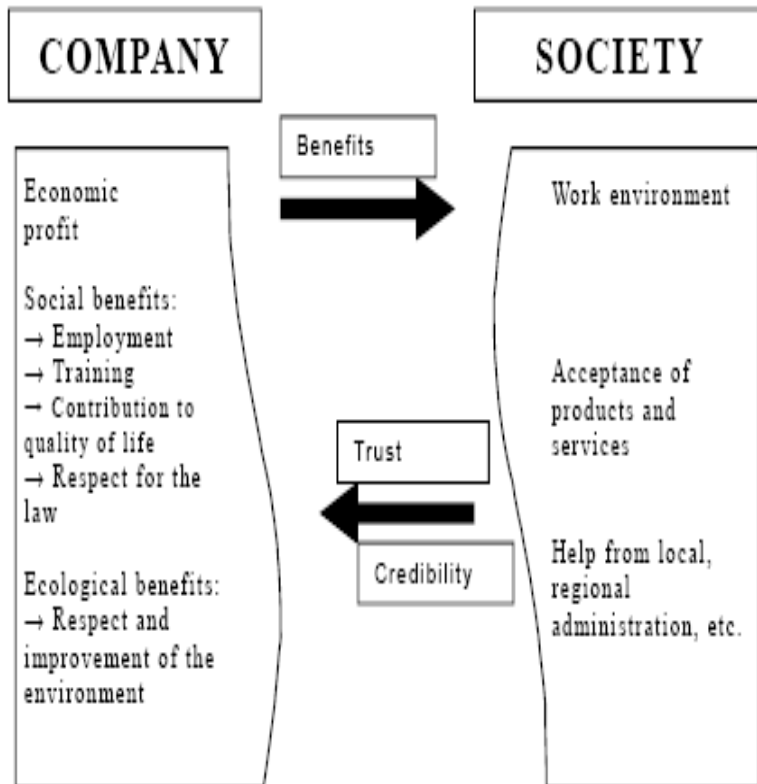 COMPANY
SOCIETY
Economic
profit
Social benefits:
→ Employment
→ Training
→ Contribution to
quality of life
→ Respect for the
law
Ecological benefits:
→ Respect and
improvement of the
environment
Benefits
Trust
Credibility
Work environment
Acceptance of
products and
services
Help from local,
regional
administration, etc.